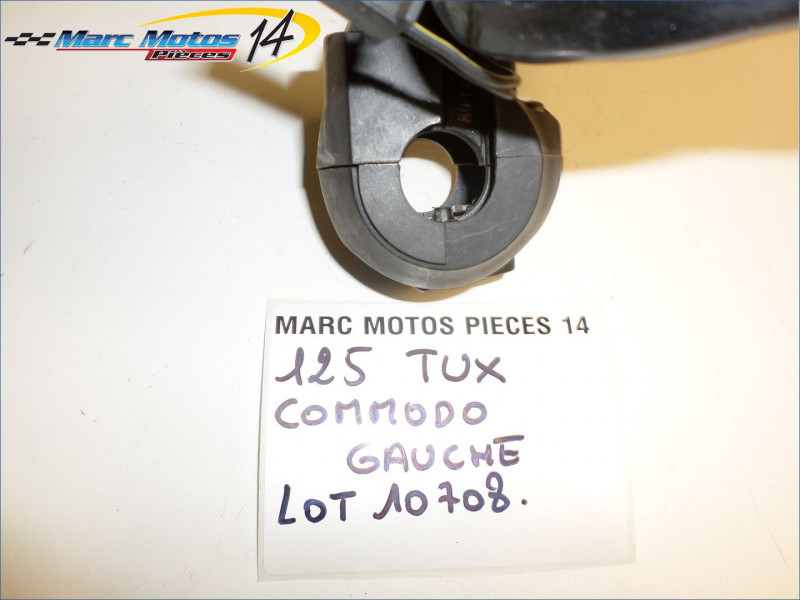 Marc Motos 14
Pièces
MARC MOTOS PIECES 14
125 TUX
COMMODO
GAUCHE
LOT 10708.